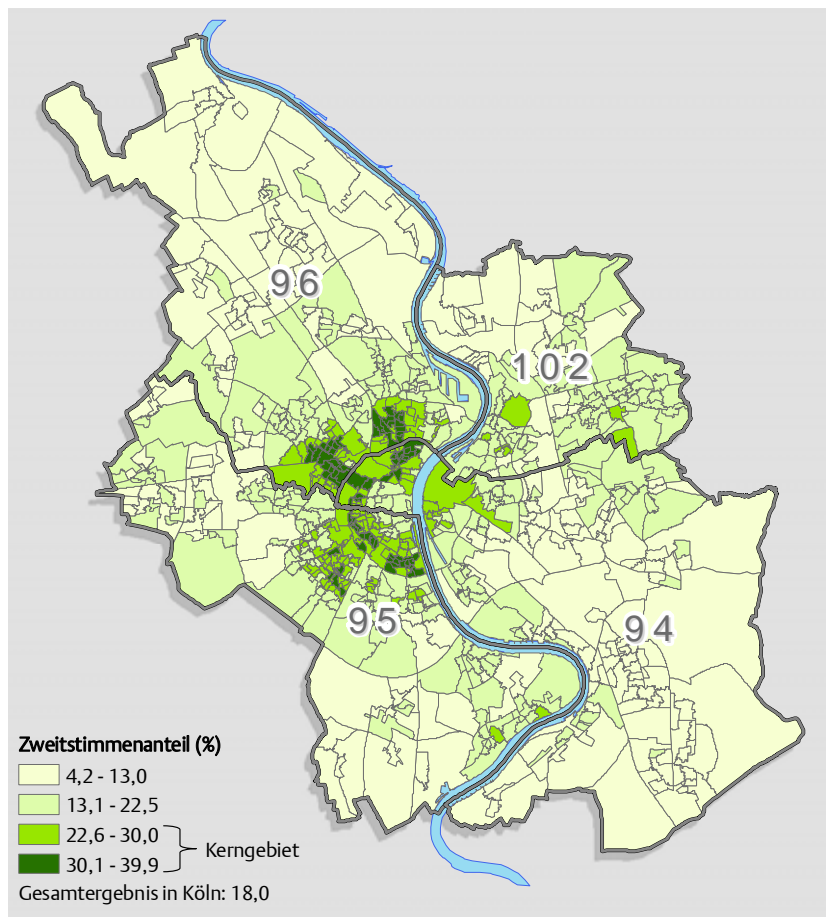 96
102
95
94
Zweitstimmenanteil (%)
4,2 - 13,0
13,1 - 22,5
22,6 - 30,0
Kerngebiet
30,1 - 39,9
Gesamtergebnis in Köln: 18,0